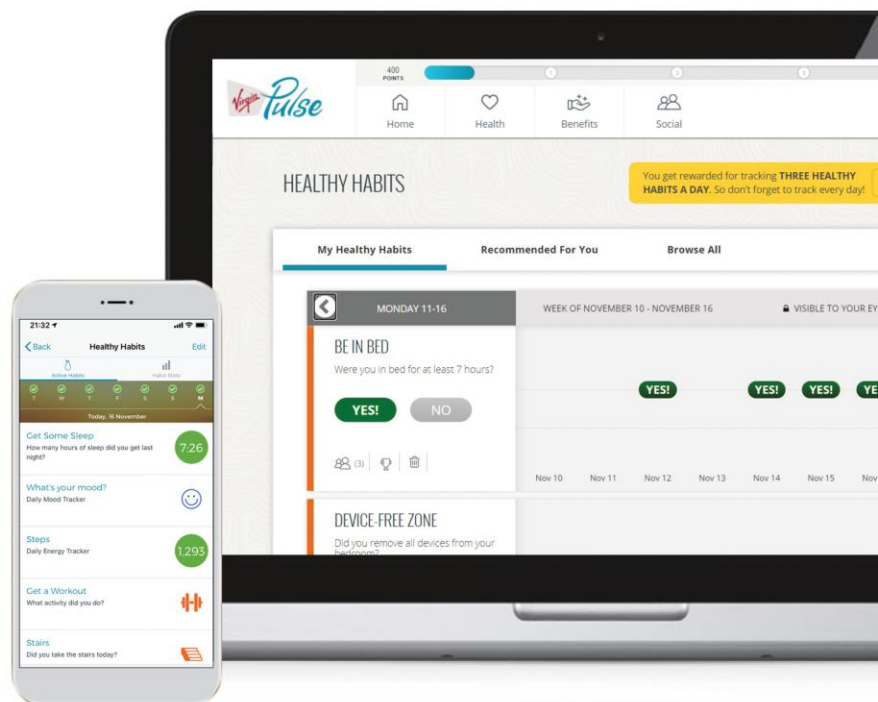 400
POINTS
1
2
3
Virgin Pulse
Home
Health
Benefits
Social
HEALTHY HABITS
You get rewarded for tracking THREE HEALTHY
HABITS A DAY. So don't forget to track every day!
My Healthy Habits
Recommended For You
Browse All
MONDAY 11-16
WEEK OF NOVEMBER 10 - NOVEMBER 16
VISIBLE TO YOUR EY
BE IN BED
Were you in bed for at least 7 hours?
YES!
NO
(3)
YES!
YES!
YES!
YE
Nov 10
Nov 11
Nov 12
Nov 13
Nov 14
Nov 15
Nov
DEVICE-FREE ZONE
Did you remove all devices from your
bedroom?
21:32
Back
Healthy Habits
Edit
Active Habits
Habit Stats
T
W
T
F
S
S
M
Today, 16 November
Get Some Sleep
How many hours of sleep did you get last
night?
7:26
What's your mood?
Daily Mood Tracker
Steps
Daily Energy Tracker
1,293
Get a Workout
What activity did you do?
Stairs
Did you take the stairs today?